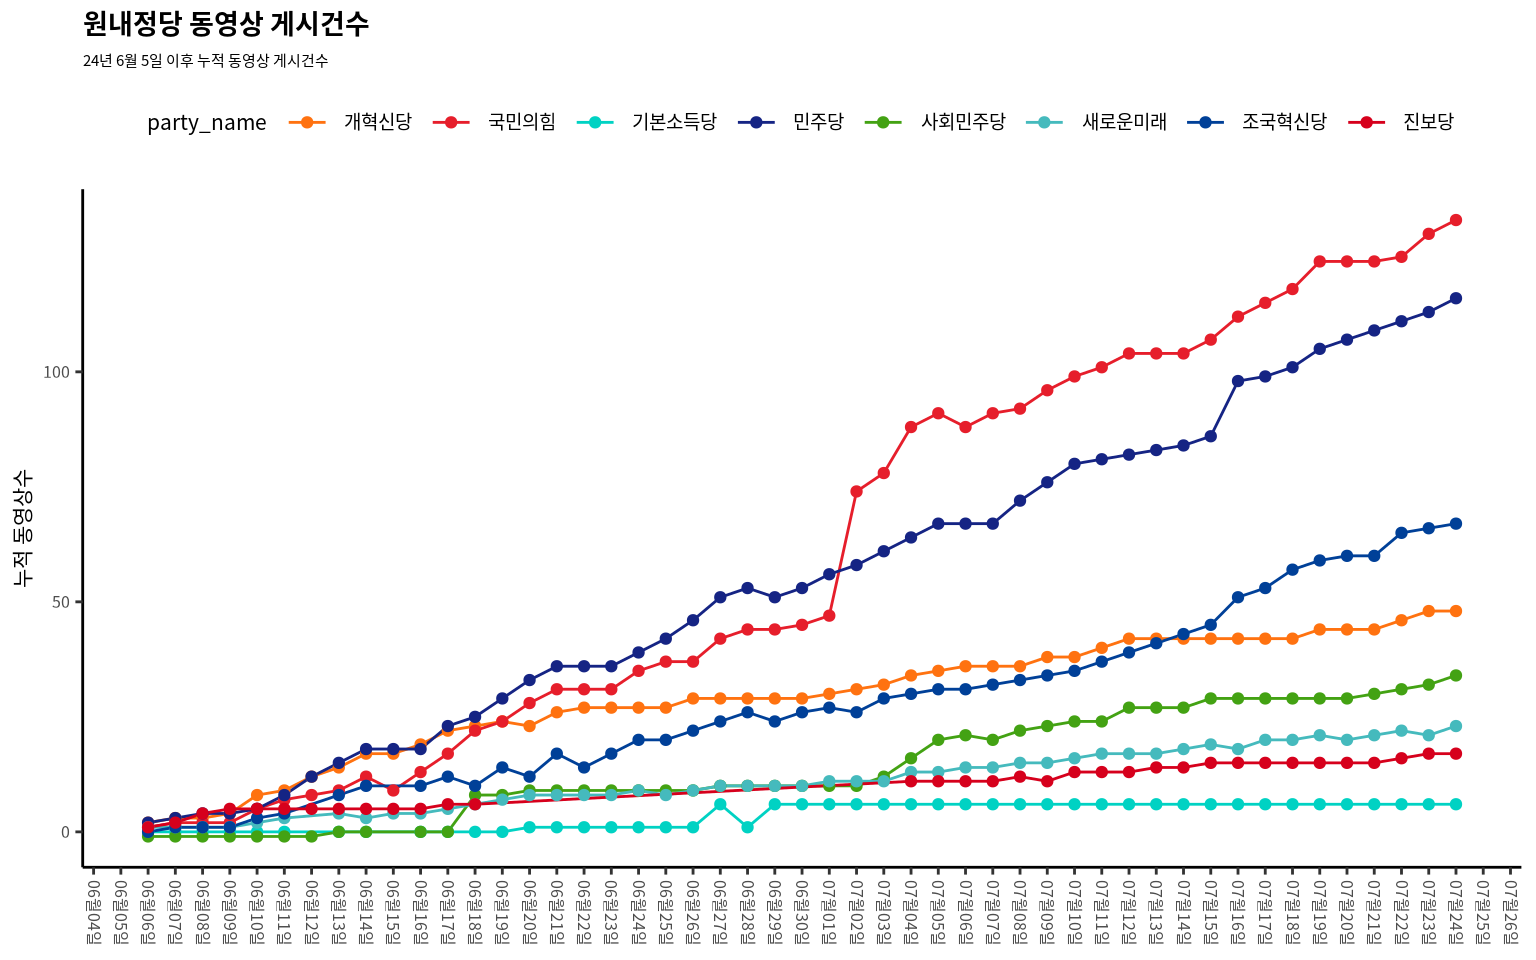 원내정당 동영상 게시건수
24년 6월 5일 이후 누적 동영상 게시건수
party_name 개혁신당 국민의힘 기본소득당 민주당 사회민주당 새로운미래 조국혁신당 진보당
누적 동영상수
100
50
0
06월04일
06월05일
06월06일
06월07일
06월08일
06월09일
06월10일
06월11일
06월12일
06월13일
06월14일
06월15일
06월16일
06월17일
06월18일
06월19일
06월20일
06월21일
06월22일
06월23일
06월24일
06월25일
06월26일
06월27일
06월28일
06월29일
06월30일
07월01일
07월02일
07월03일
07월04일
07월05일
07월06일
07월07일
07월08일
07월09일
07월10일
07월11일
07월12일
07월13일
07월14일
07월15일
07월16일
07월17일
07월18일
07월19일
07월20일
07월21일
07월22일
07월23일
07월24일
07월25일
07월26일